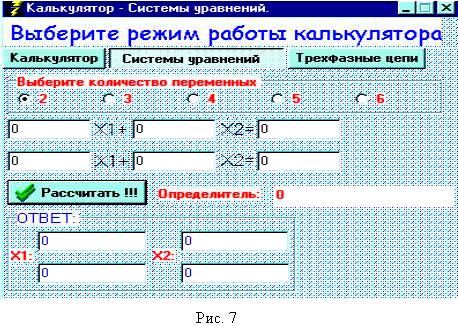 Калькулятор - Системы уравнений.
Выберите режим работы калькулятора
Калькулятор Системы уравнений Трехфазные цепи
Выберите количество переменных
2 3 4 5 6
0 X1+ 0 X2= 0
0 X1+ 0 X2= 0
Рассчитать !!! Определитель: 0
ОТВЕТ:
0 0
X1: X2:
0 0
Рис. 7